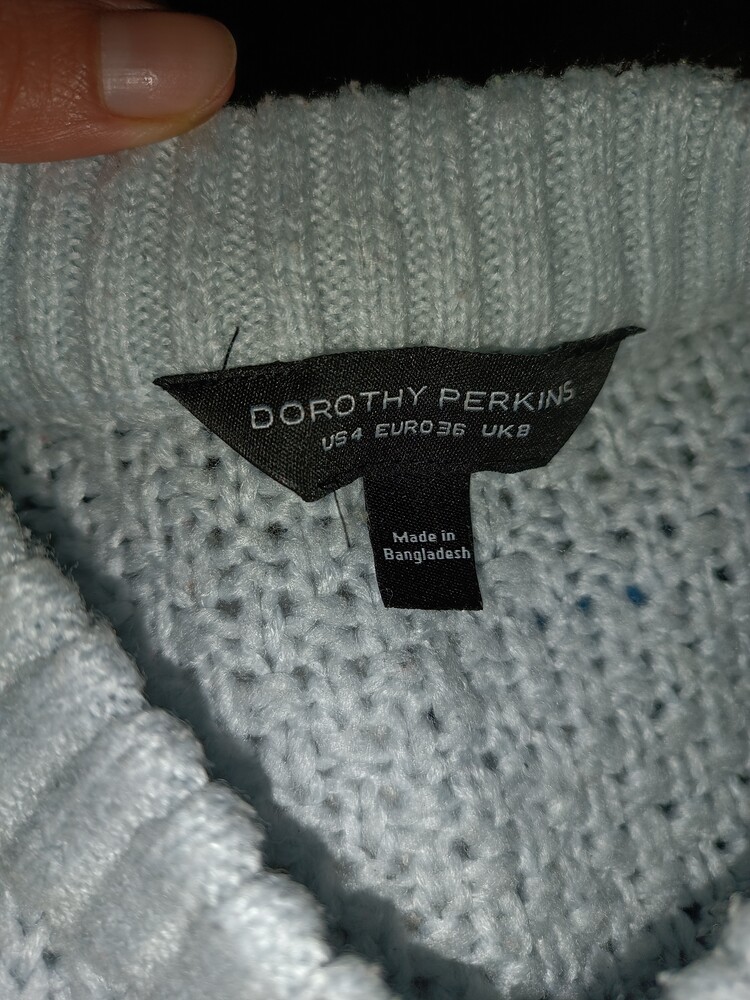 DOROTHY PERKINS
US4 EURO36 UK8
Made in
Bangladesh